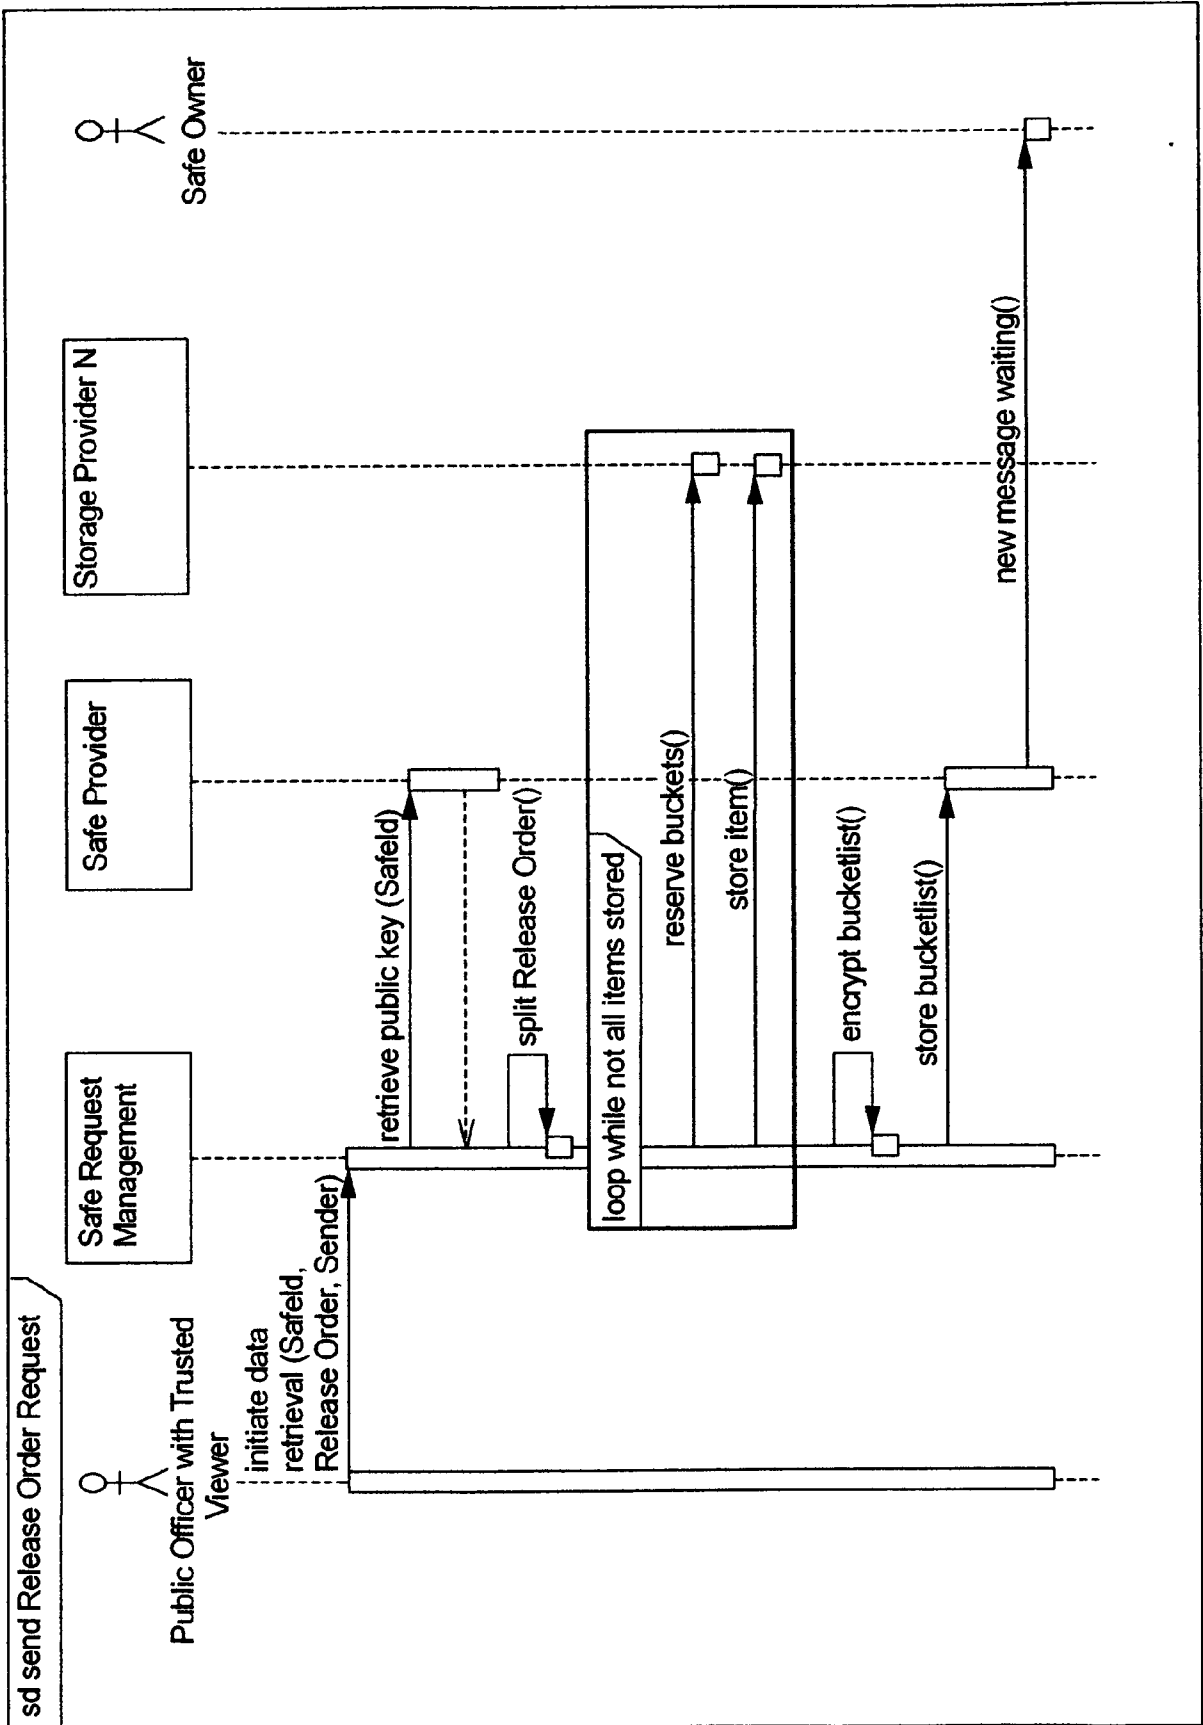 sd send Release Order Request
Public Officer with Trusted
Viewer
Safe Request
Management
Safe Provider
Storage Provider N
Safe Owner
initiate data
retrieval (SafeId,
Release Order, Sender)
retrieve public key (SafeId)
split Release Order()
loop while not all items stored
reserve buckets()
store item()
encrypt bucketlist()
store bucketlist()
new message waiting()